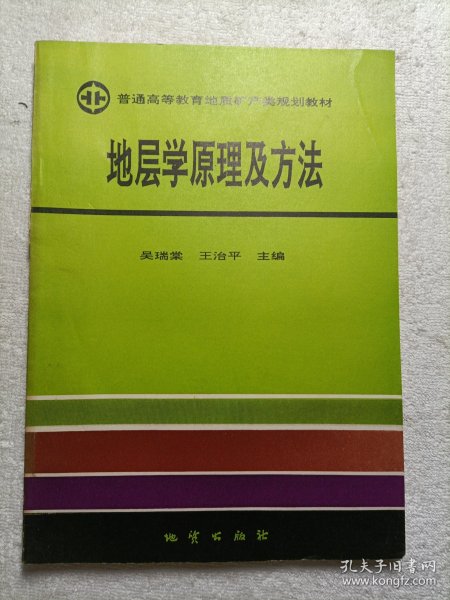 普通高等教育地质矿产类规划教材
地层学原理及方法
吴瑞棠 王治平 主编
地质出版社
孔夫子旧书网
www.kongfz.com